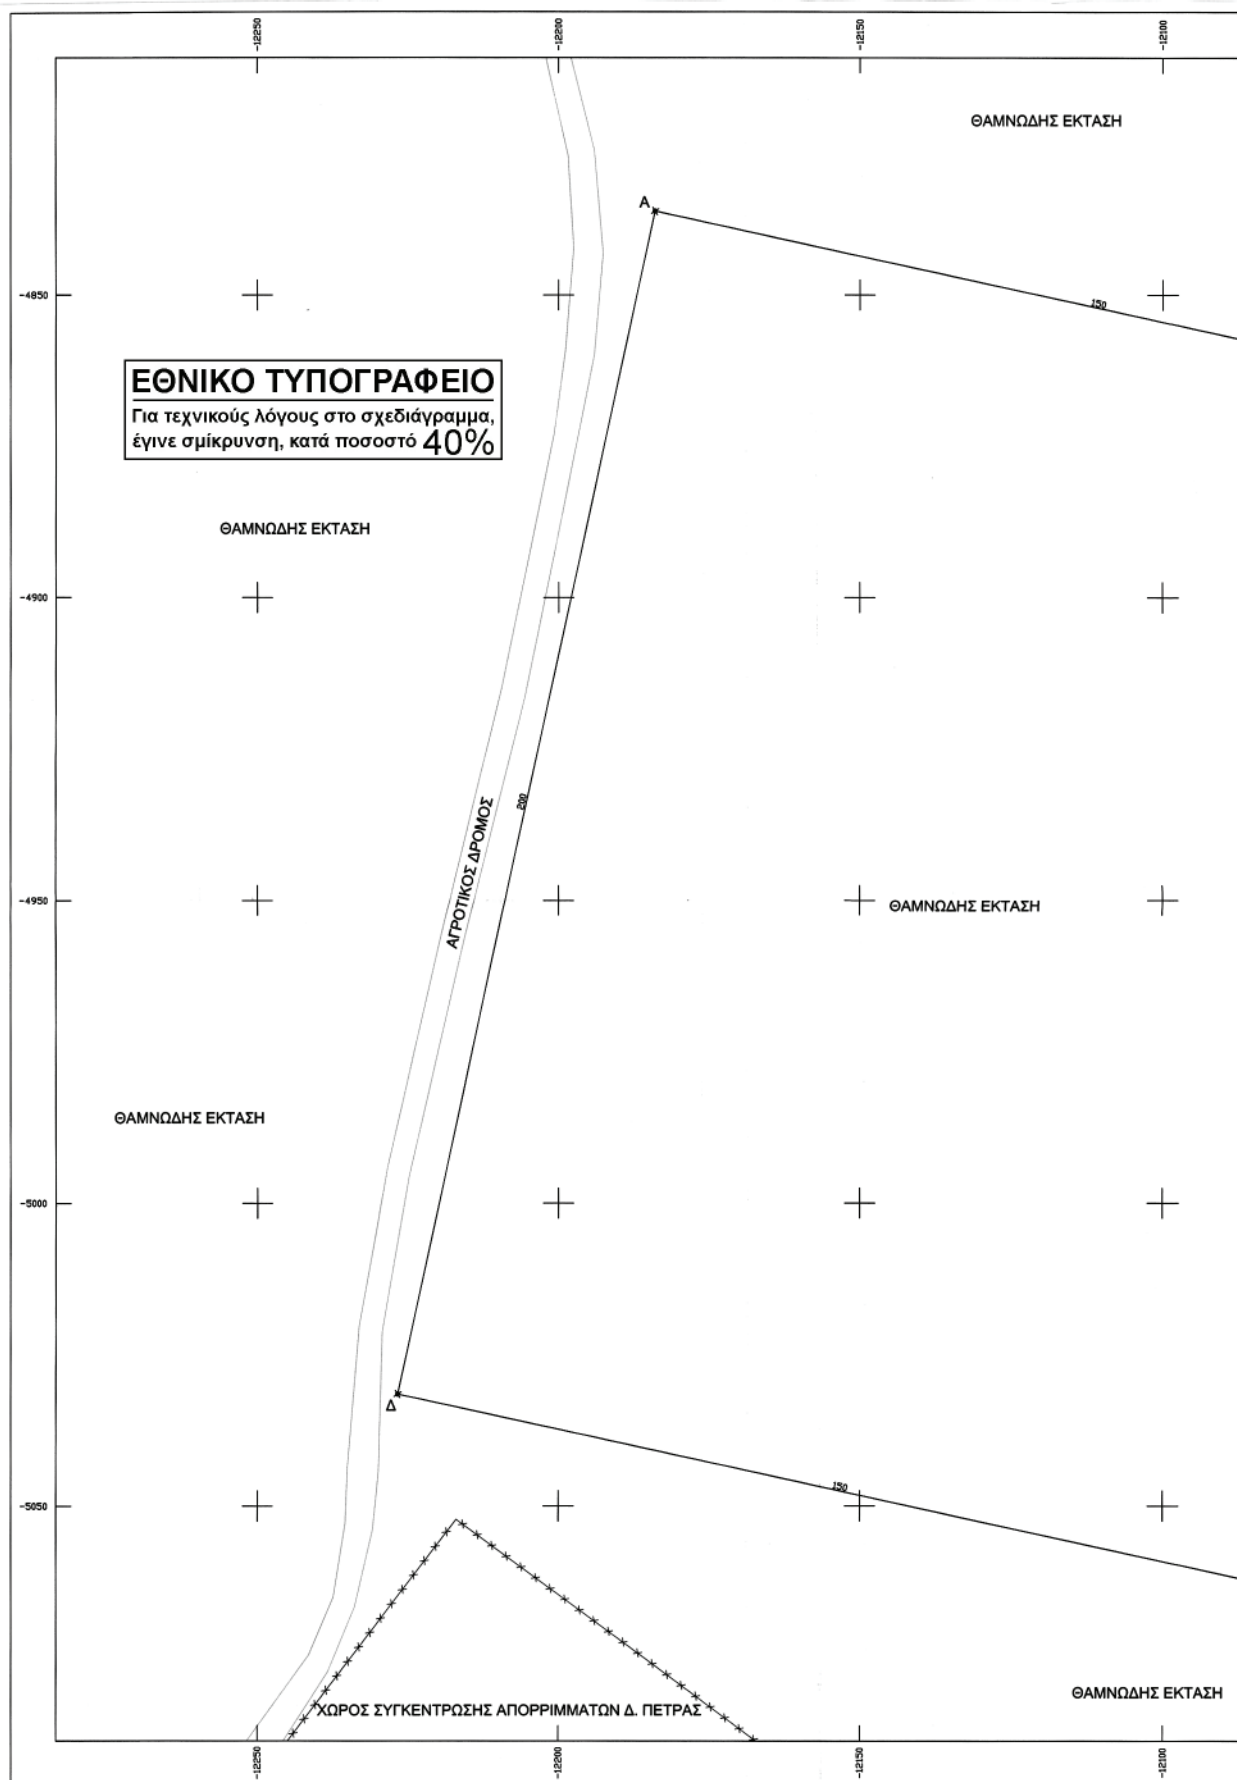 -12250
-12200
-12150
-12100
ΘΑΜΝΩΔΗΣ ΕΚΤΑΣΗ
A
-4850
150
ΕΘΝΙΚΟ ΤΥΠΟΓΡΑΦΕΙΟ
Για τεχνικούς λόγους στο σχεδιάγραμμα,
έγινε σμίκρυνση, κατά ποσοστό 40%
ΘΑΜΝΩΔΗΣ ΕΚΤΑΣΗ
-4900
200
ΑΓΡΟΤΙΚΟΣ ΔΡΟΜΟΣ
-4950
ΘΑΜΝΩΔΗΣ ΕΚΤΑΣΗ
ΘΑΜΝΩΔΗΣ ΕΚΤΑΣΗ
-5000
Δ
150
-5050
ΘΑΜΝΩΔΗΣ ΕΚΤΑΣΗ
ΧΩΡΟΣ ΣΥΓΚΕΝΤΡΩΣΗΣ ΑΠΟΡΡΙΜΜΑΤΩΝ Δ. ΠΕΤΡΑΣ
-12250
-12200
-12150
-12100